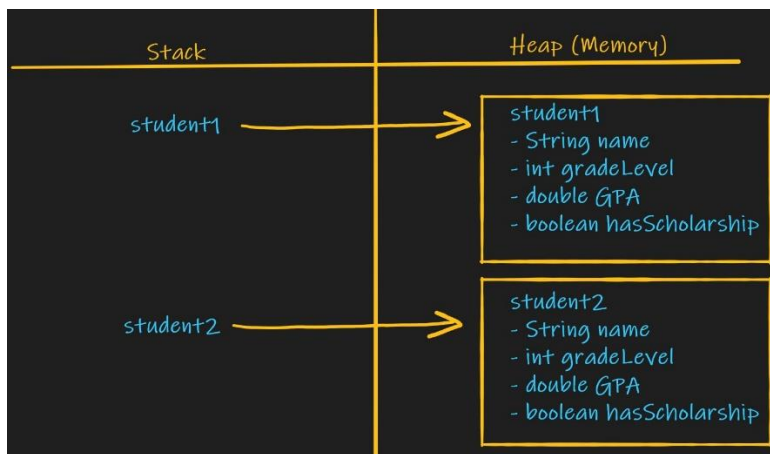 Stack
Heap (Memory)
student1
student1
- String name
- int gradeLevel
- double GPA
- boolean hasScholarship
student2
student2
- String name
- int gradeLevel
- double GPA
- boolean hasScholarship